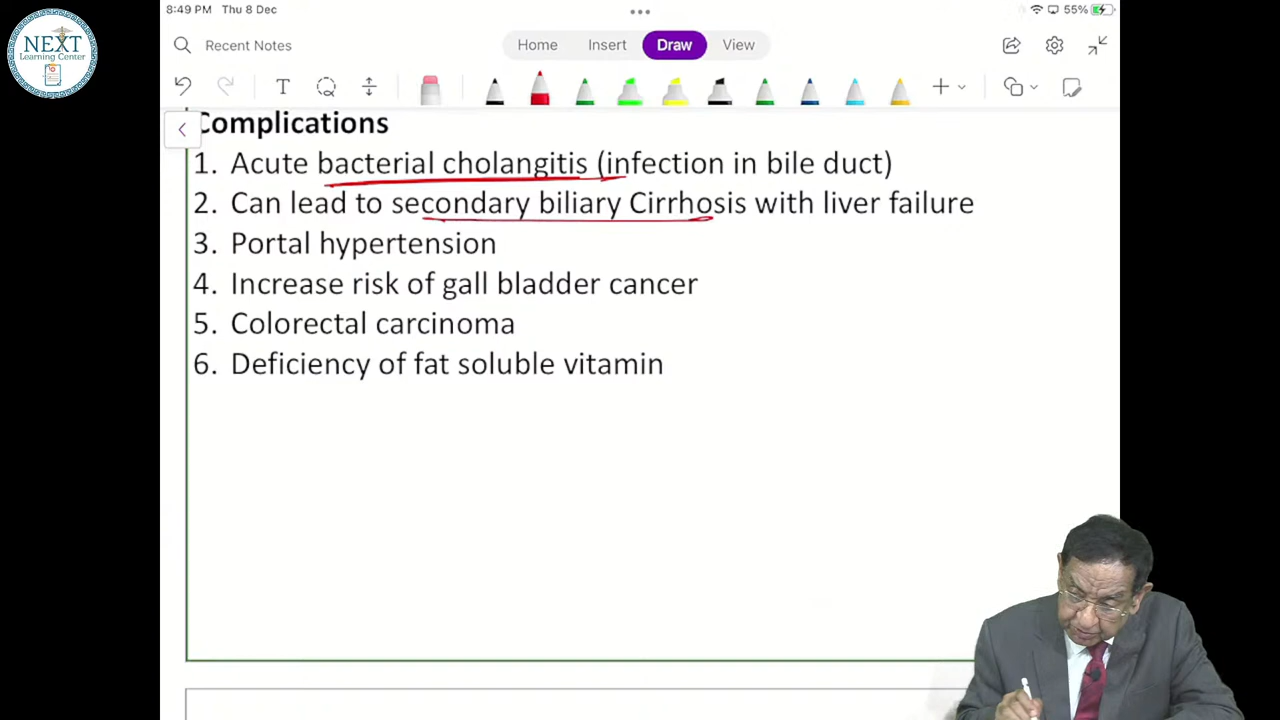 8:49 PM Thu 8 Dec
55%
NEXT
Learning Center
Recent Notes
Home Insert Draw View
T
Complications
1. Acute bacterial cholangitis (infection in bile duct)
2. Can lead to secondary biliary Cirrhosis with liver failure
3. Portal hypertension
4. Increase risk of gall bladder cancer
5. Colorectal carcinoma
6. Deficiency of fat soluble vitamin